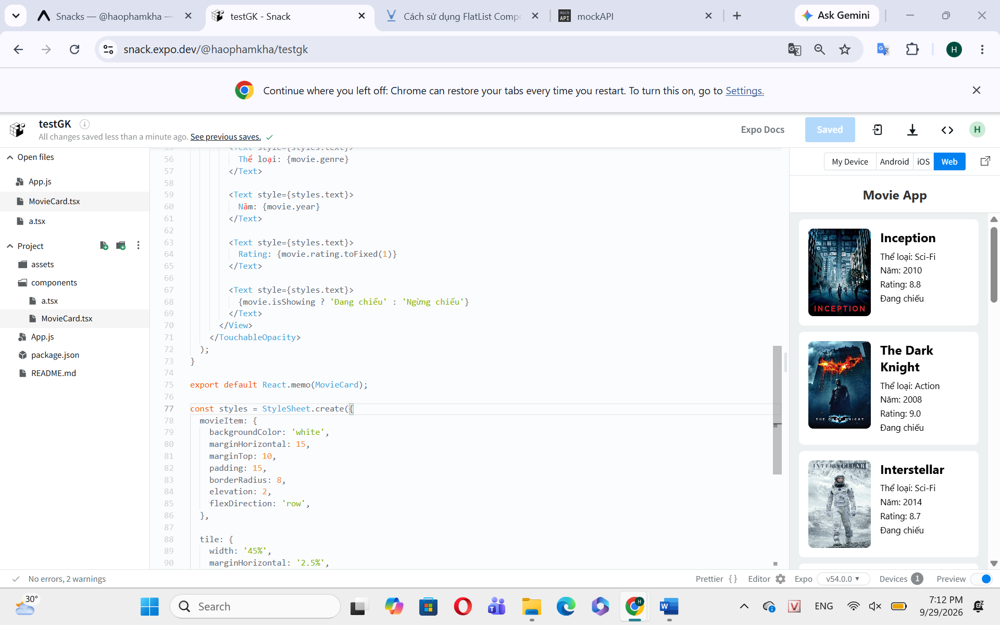 Snacks — @haophamkha —
testGK - Snack
Cách sử dụng FlatList Compo
mockAPI
Ask Gemini
snack.expo.dev/@haophamkha/testgk
H
Continue where you left off: Chrome can restore your tabs every time you restart. To turn this on, go to Settings.
testGK
All changes saved less than a minute ago. See previous saves.
Expo Docs
Saved
H
Open files
App.js
MovieCard.tsx
a.tsx
Project
assets
components
a.tsx
MovieCard.tsx
App.js
package.json
README.md
55 <Text style={styles.text}>
56 Thể loại: {movie.genre}
57 </Text>
58
59 <Text style={styles.text}>
60 Năm: {movie.year}
61 </Text>
62
63 <Text style={styles.text}>
64 Rating: {movie.rating.toFixed(1)}
65 </Text>
66
67 <Text style={styles.text}>
68 {movie.isShowing ? 'Đang chiếu' : 'Ngừng chiếu'}
69 </Text>
70 </View>
71 </TouchableOpacity>
72 );
73 }
74
75 export default React.memo(MovieCard);
76
77 const styles = StyleSheet.create({
78 movieItem: {
79 backgroundColor: 'white',
80 marginHorizontal: 15,
81 marginTop: 10,
82 padding: 15,
83 borderRadius: 8,
84 elevation: 2,
85 flexDirection: 'row',
86 },
87
88 tile: {
89 width: '45%',
90 marginHorizontal: '2.5%',
My Device
Android
iOS
Web
Movie App
INCEPTION
Inception
Thể loại: Sci-Fi
Năm: 2010
Rating: 8.8
Đang chiếu
THE DARK KNIGHT
The Dark
Knight
Thể loại: Action
Năm: 2008
Rating: 9.0
Đang chiếu
INTERSTELLAR
Interstellar
Thể loại: Sci-Fi
Năm: 2014
Rating: 8.7
Đang chiếu
No errors, 2 warnings
Prettier { }
Editor
Expo
v54.0.0
Devices 1
Preview
30°
Search
ENG
7:12 PM
9/29/2026